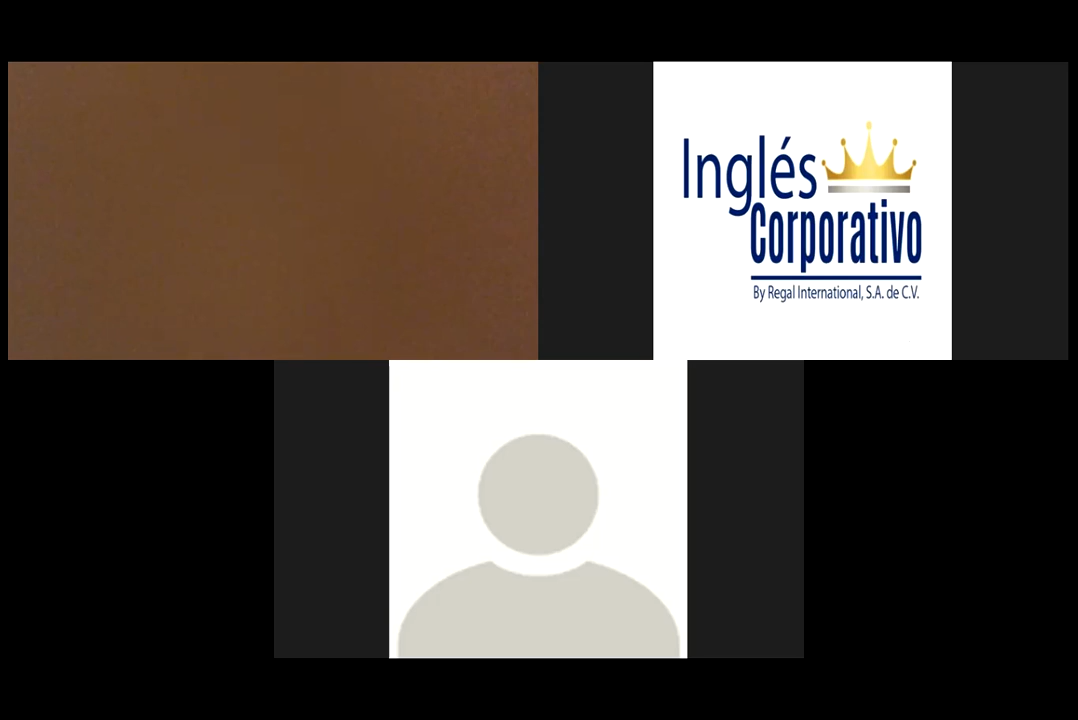 Inglés
Corporativo
By Regal International, S.A. de C.V.